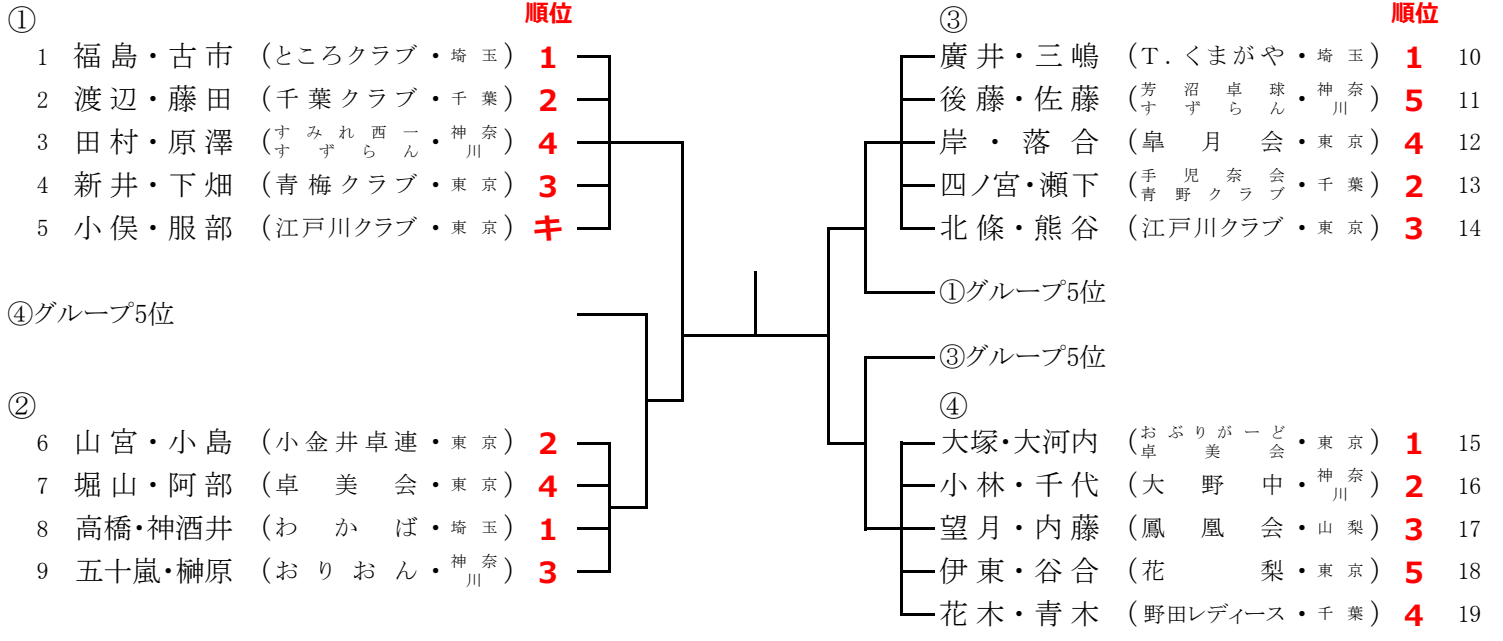 ① 順位
1 福島・古市 (ところクラブ・埼玉) 1
2 渡辺・藤田 (千葉クラブ・千葉) 2
3 田村・原澤 (すみれ西一 すずらん・神奈川) 4
4 新井・下畑 (青梅クラブ・東京) 3
5 小俣・服部 (江戸川クラブ・東京) キ
④グループ5位
②
6 山宮・小島 (小金井卓連・東京) 2
7 堀山・阿部 (卓美会・東京) 4
8 高橋・神酒井 (わかば・埼玉) 1
9 五十嵐・榊原 (おりおん・神奈川) 3
③ 順位
廣井・三嶋 (T.くまがや・埼玉) 1 10
後藤・佐藤 (芳沼卓球 すずらん・神奈川) 5 11
岸・落合 (皐月会・東京) 4 12
四ノ宮・瀬下 (手児奈会 青野クラブ・千葉) 2 13
北條・熊谷 (江戸川クラブ・東京) 3 14
①グループ5位
③グループ5位
④
大塚・大河内 (おぶりがーど 卓美会・東京) 1 15
小林・千代 (大野中・神奈川) 2 16
望月・内藤 (鳳凰会・山梨) 3 17
伊東・谷合 (花梨・東京) 5 18
花木・青木 (野田レディース・千葉) 4 19